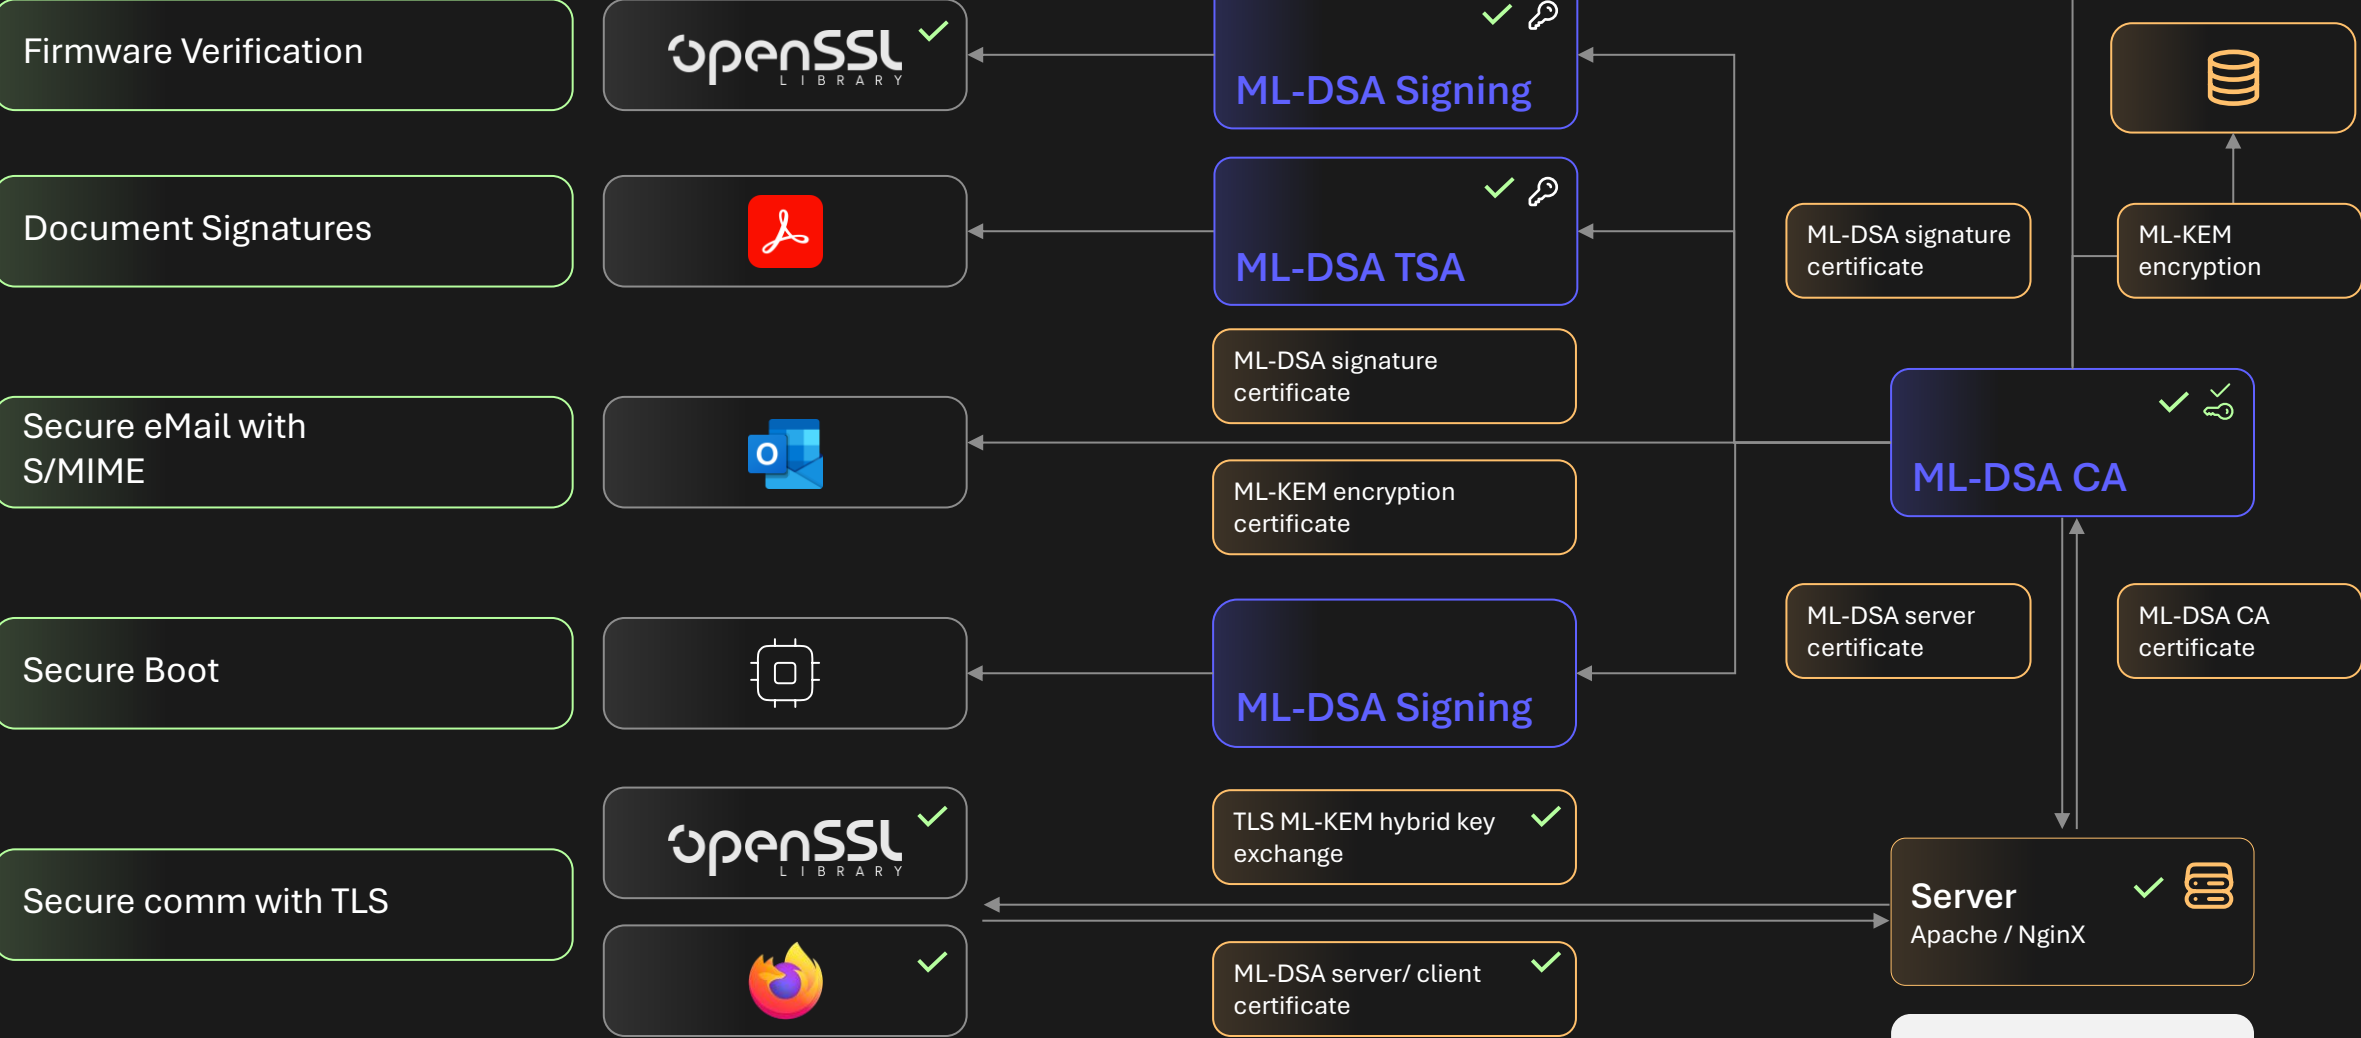 Firmware Verification
openSSL
LIBRARY
ML-DSA Signing
Document Signatures
ML-DSA TSA
ML-DSA signature
certificate
ML-KEM
encryption
ML-DSA signature
certificate
Secure eMail with
S/MIME
O
ML-DSA CA
ML-KEM encryption
certificate
Secure Boot
ML-DSA Signing
ML-DSA server
certificate
ML-DSA CA
certificate
openSSL
LIBRARY
TLS ML-KEM hybrid key
exchange
Secure comm with TLS
Server
Apache / NginX
ML-DSA server/ client
certificate